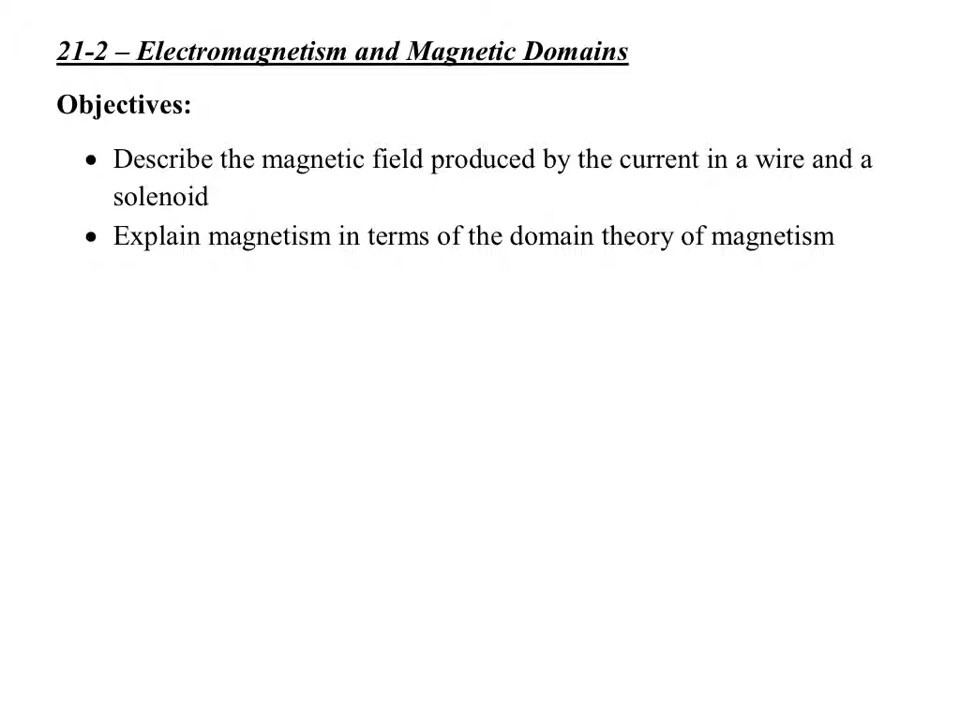 21-2 – Electromagnetism and Magnetic Domains
Objectives:
• Describe the magnetic field produced by the current in a wire and a
solenoid
• Explain magnetism in terms of the domain theory of magnetism